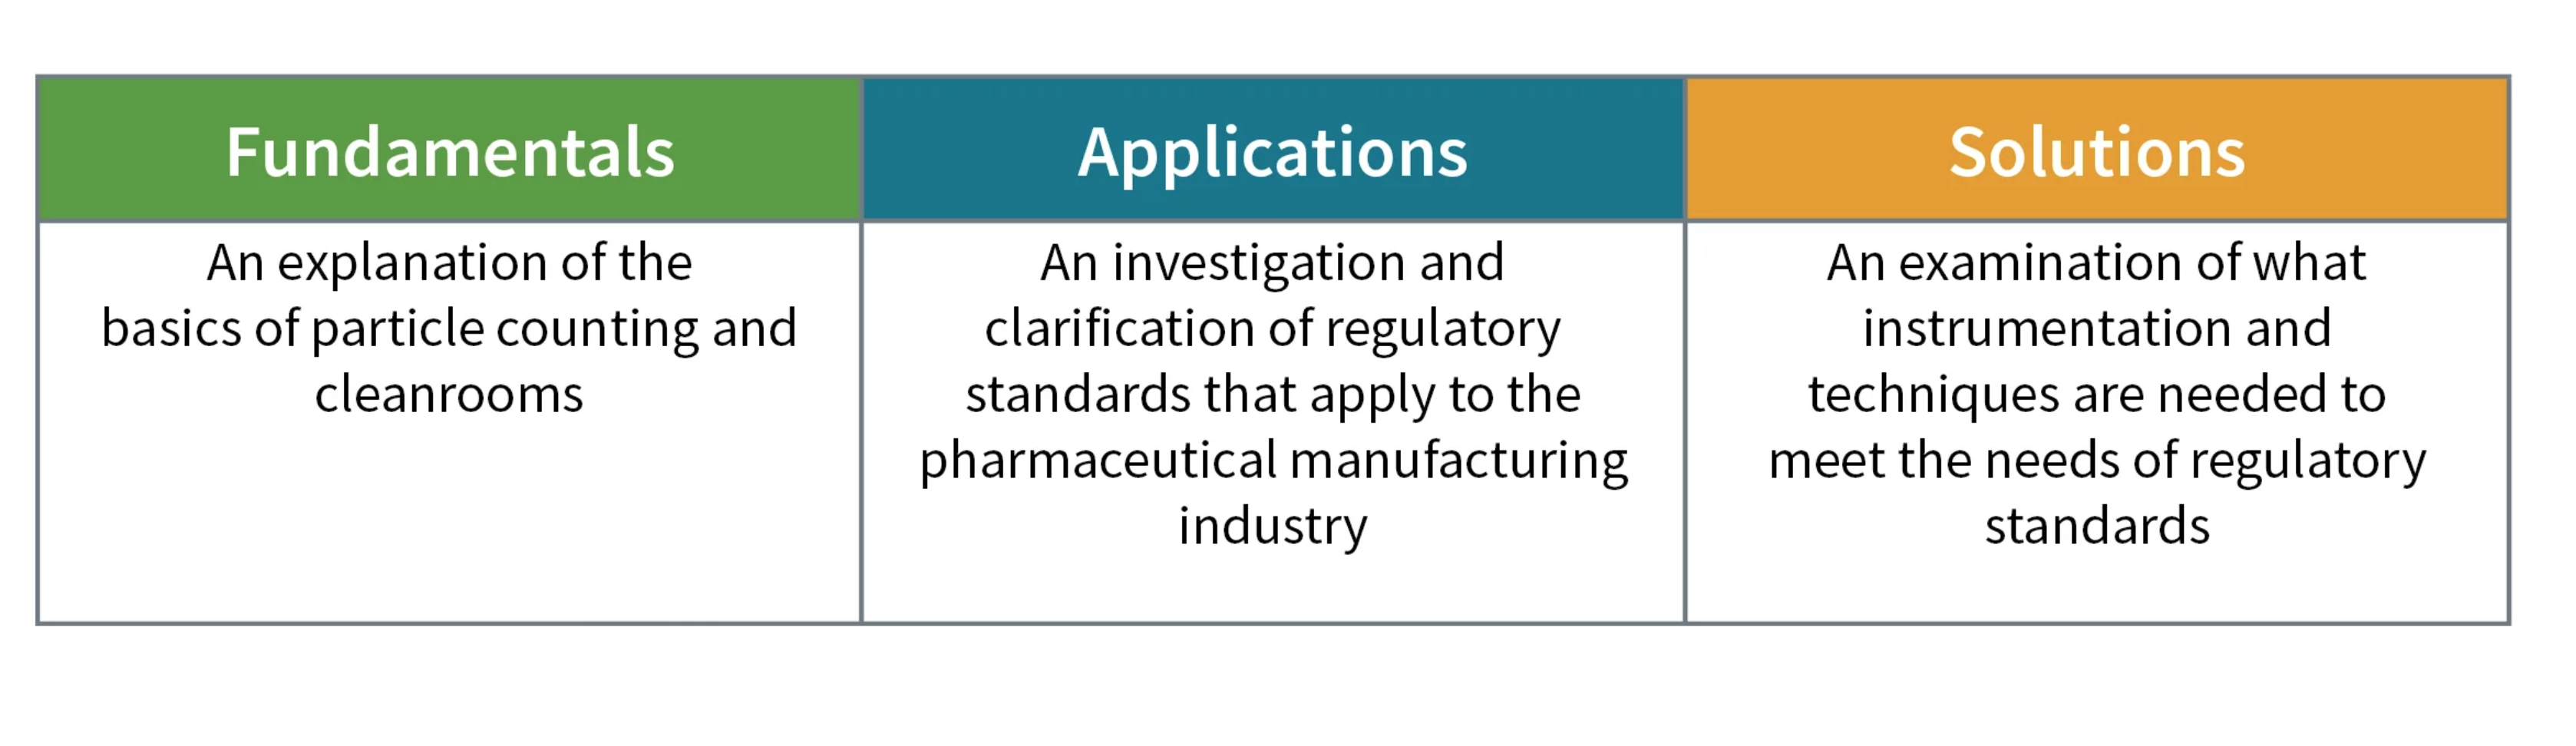 Fundamentals
An explanation of the
basics of particle counting and
cleanrooms
Applications
An investigation and
clarification of regulatory
standards that apply to the
pharmaceutical manufacturing
industry
Solutions
An examination of what
instrumentation and
techniques are needed to
meet the needs of regulatory
standards